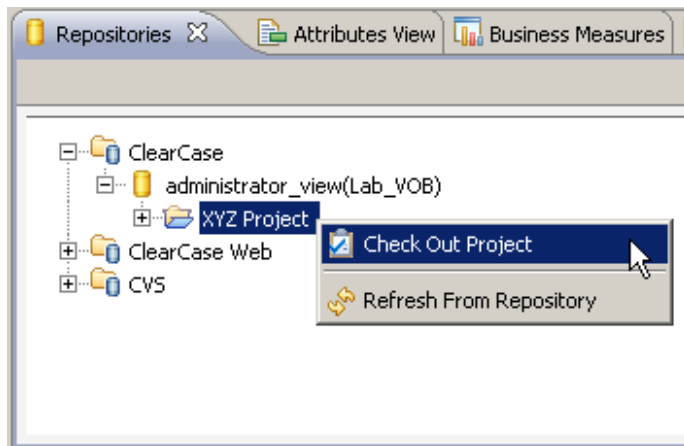 Repositories Attributes View Business Measures
ClearCase
administrator_view(Lab_VOB)
XYZ Project
Check Out Project
ClearCase Web
CVS
Refresh From Repository